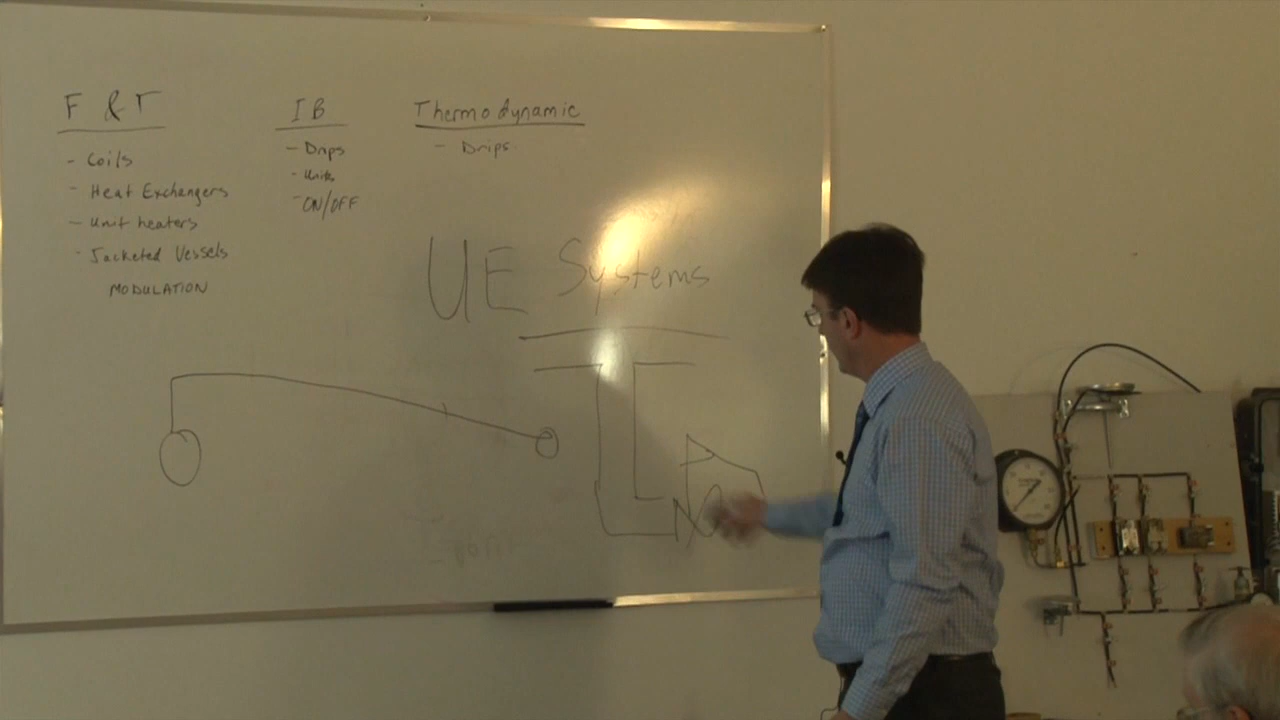 F & T
- Coils
- Heat Exchangers
- Unit heaters
- Jacketed Vessels
MODULATION
IB
- Drips
- Units
- ON/OFF
Thermodynamic
- Drips
UE Systems